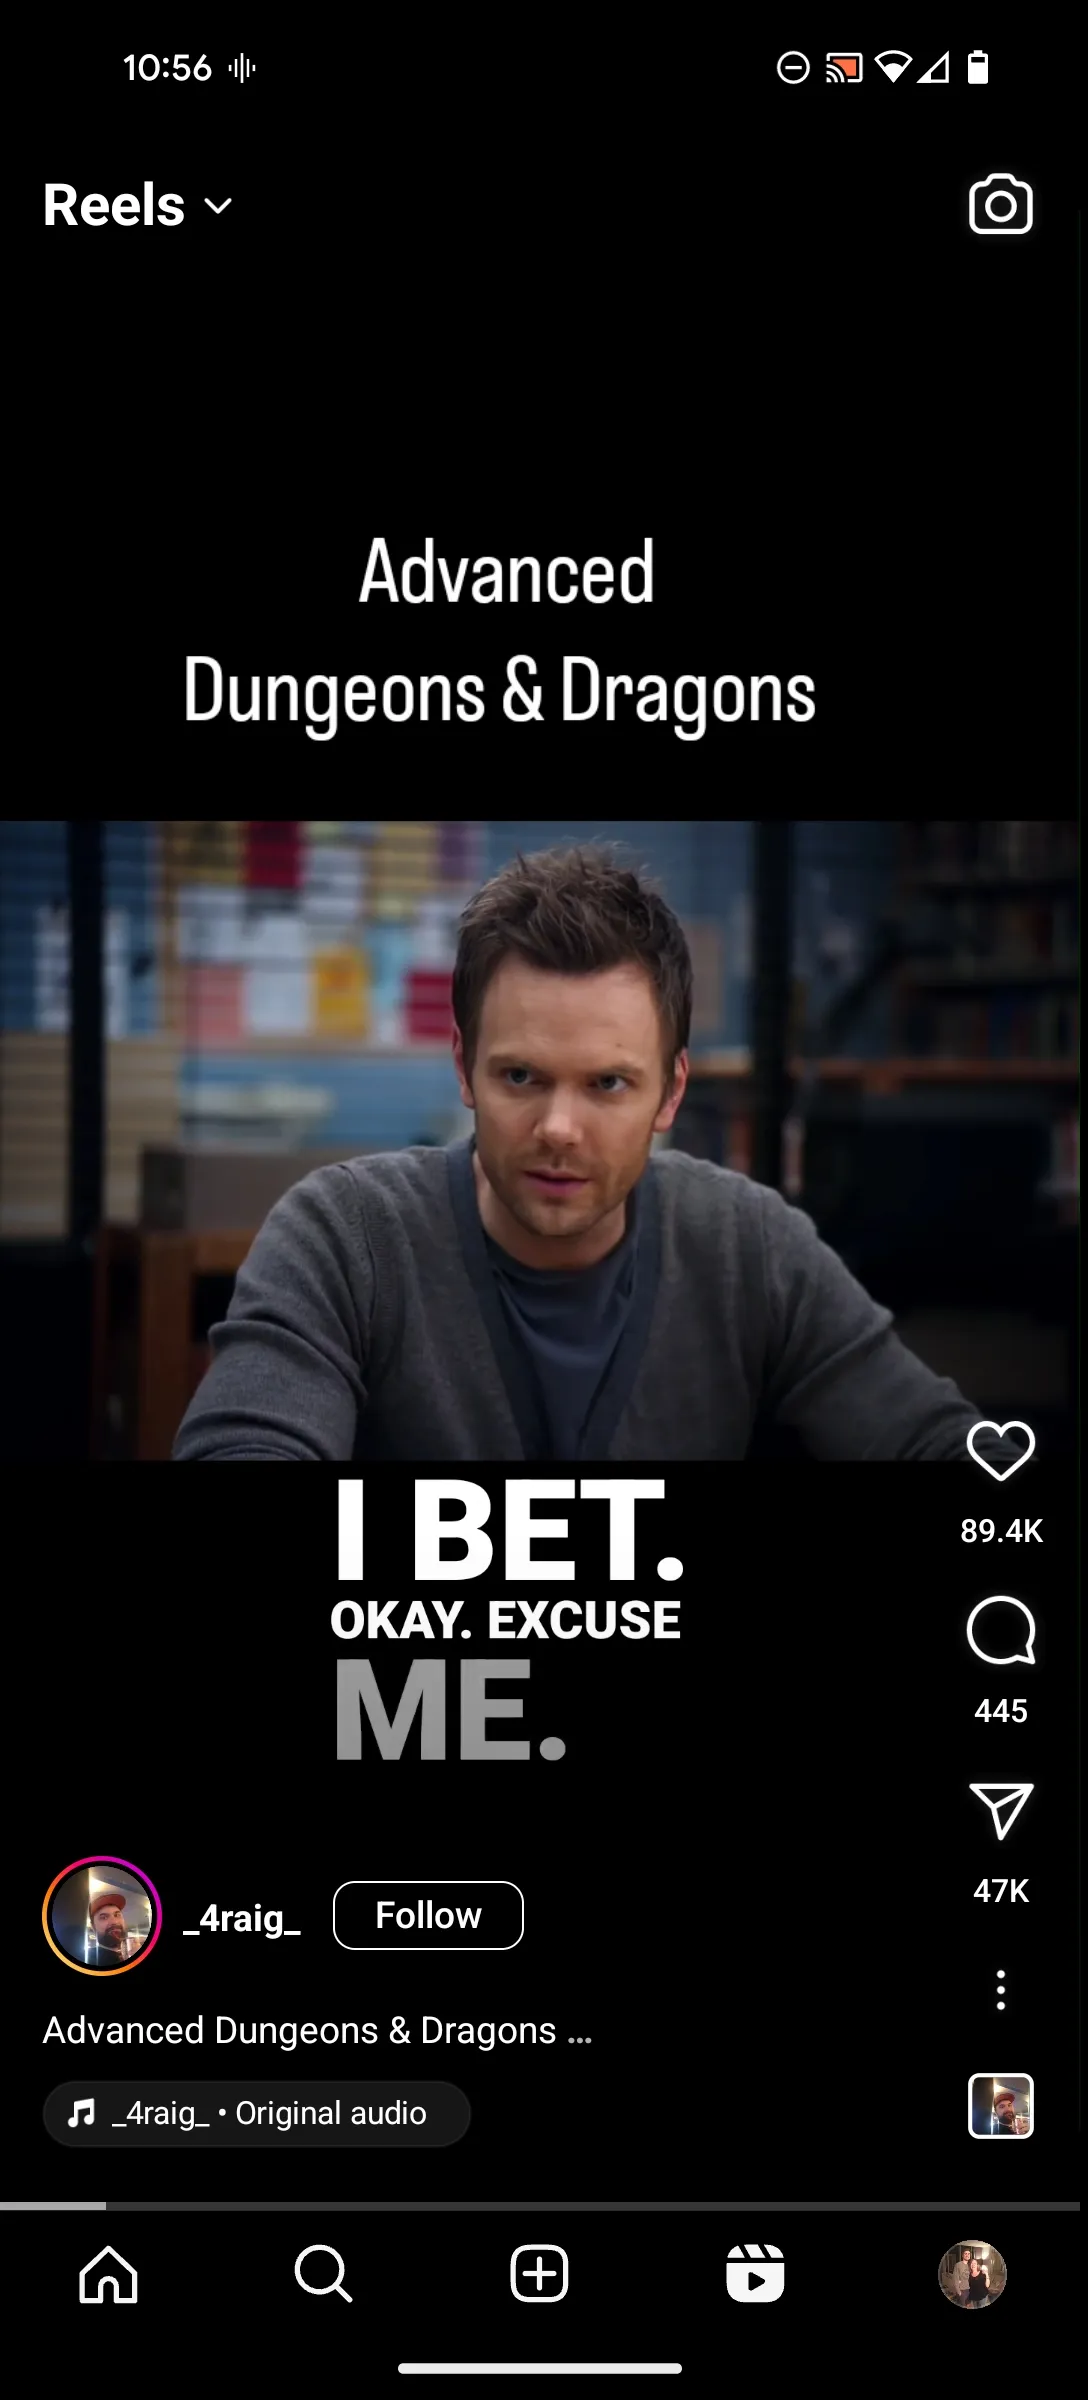 10:56
Reels
Advanced
Dungeons & Dragons
I BET.
OKAY. EXCUSE
ME.
89.4K
445
47K
_4raig_
Follow
Advanced Dungeons & Dragons ...
_4raig_ • Original audio